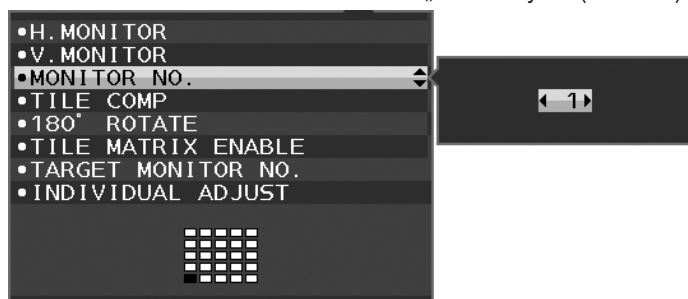 •H.MONITOR
•V.MONITOR
•MONITOR NO.
•TILE COMP
•180° ROTATE
•TILE MATRIX ENABLE
•TARGET MONITOR NO.
•INDIVIDUAL ADJUST
1